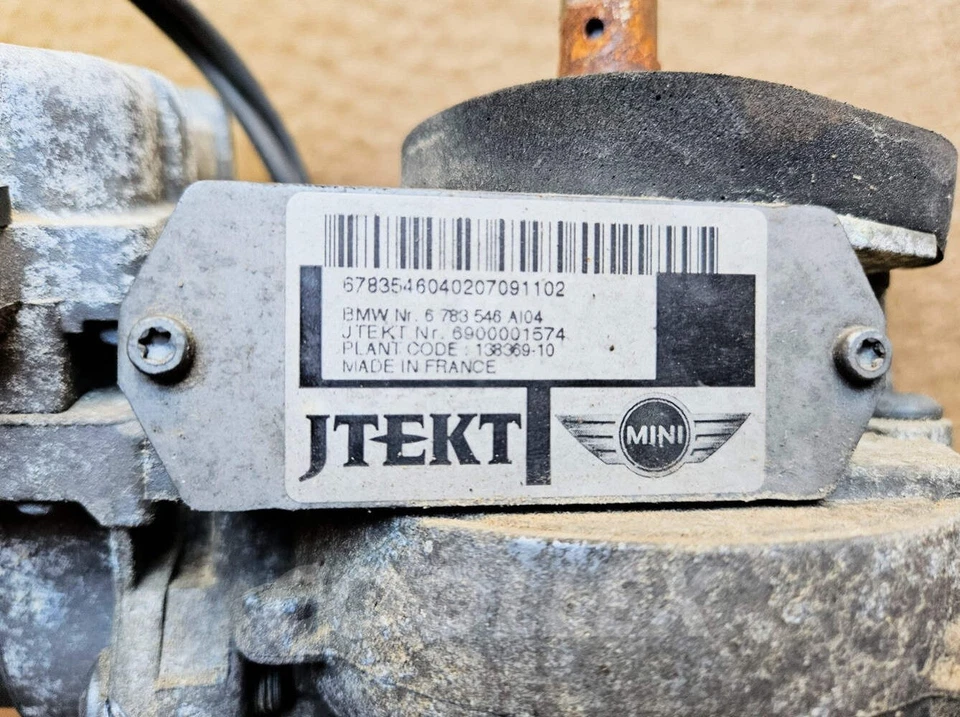 6783546040207091102
BMW Nr. 6 783 546 AI04
JTEKT Nr. 6900001574
PLANT CODE : 138369-10
MADE IN FRANCE
JTEKT
MINI